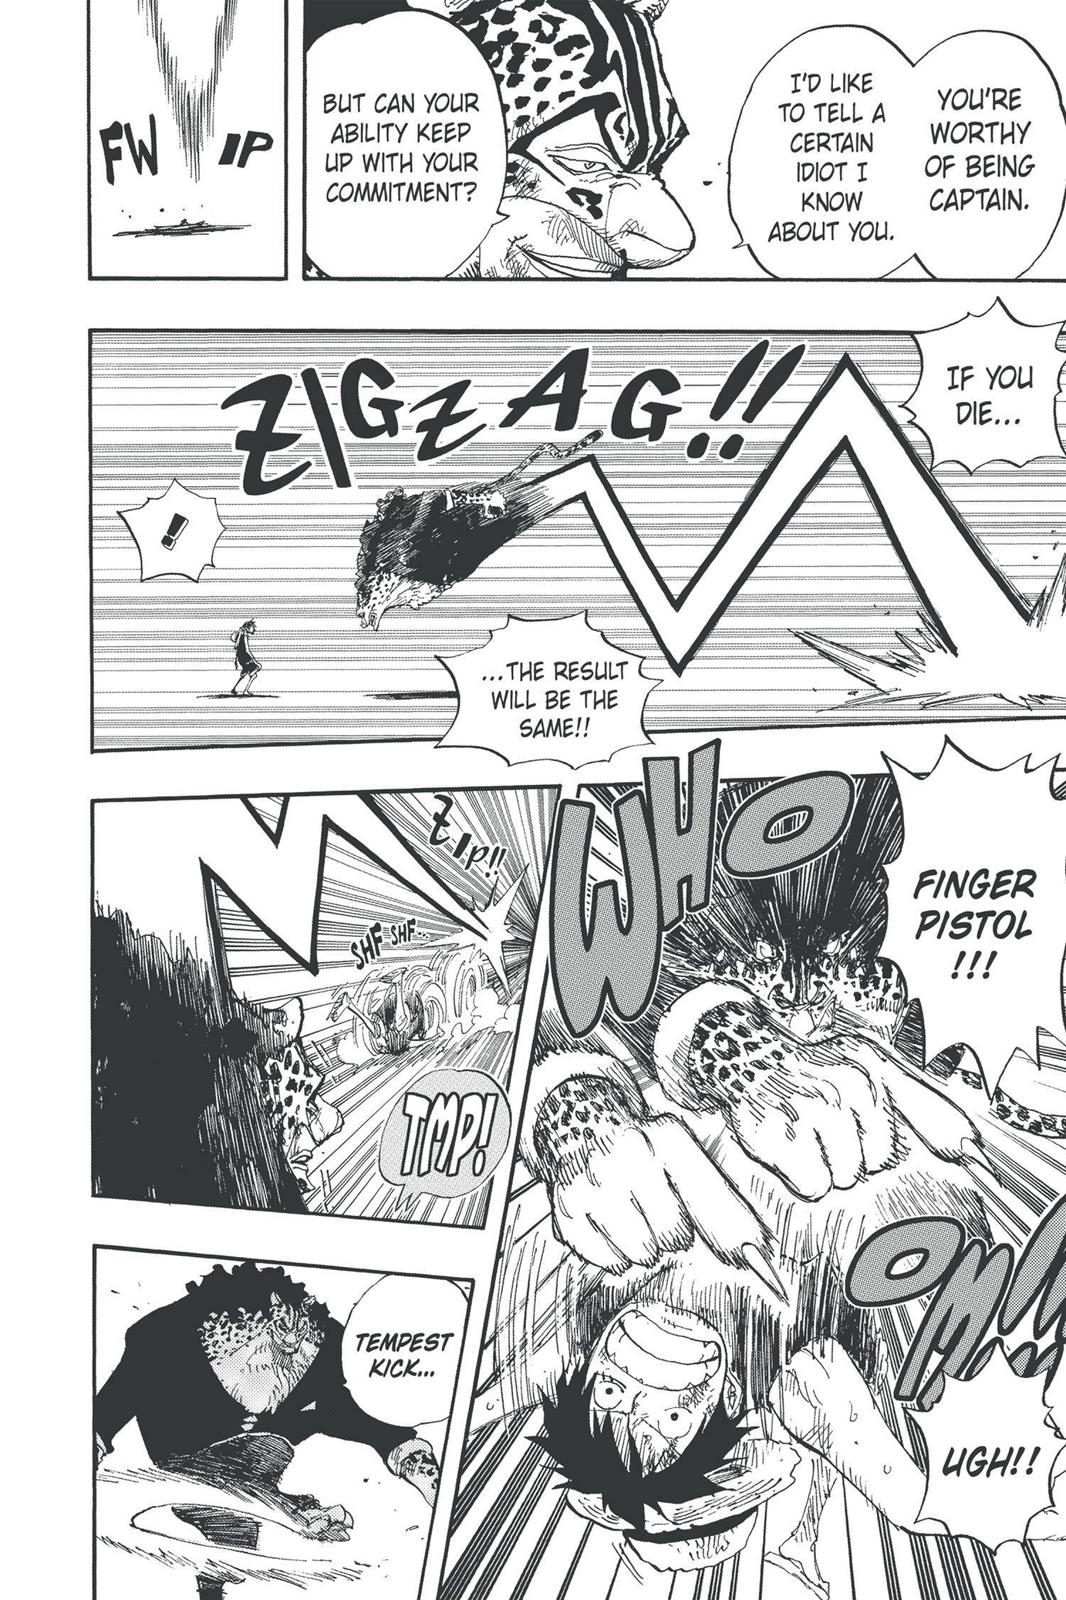 YOU'RE
WORTHY
OF BEING
CAPTAIN.
I'D LIKE
TO TELL A
CERTAIN
IDIOT I
KNOW
ABOUT YOU.
BUT CAN YOUR
ABILITY KEEP
UP WITH YOUR
COMMITMENT?
FWIP
IF YOU
DIE...
ZIGZAG!!
!
...THE RESULT
WILL BE THE
SAME!!
FINGER
PISTOL
!!!
WHO
OMM
UGH!!
ZIP!!
SHF SHF...
TMP!
TEMPEST
KICK...